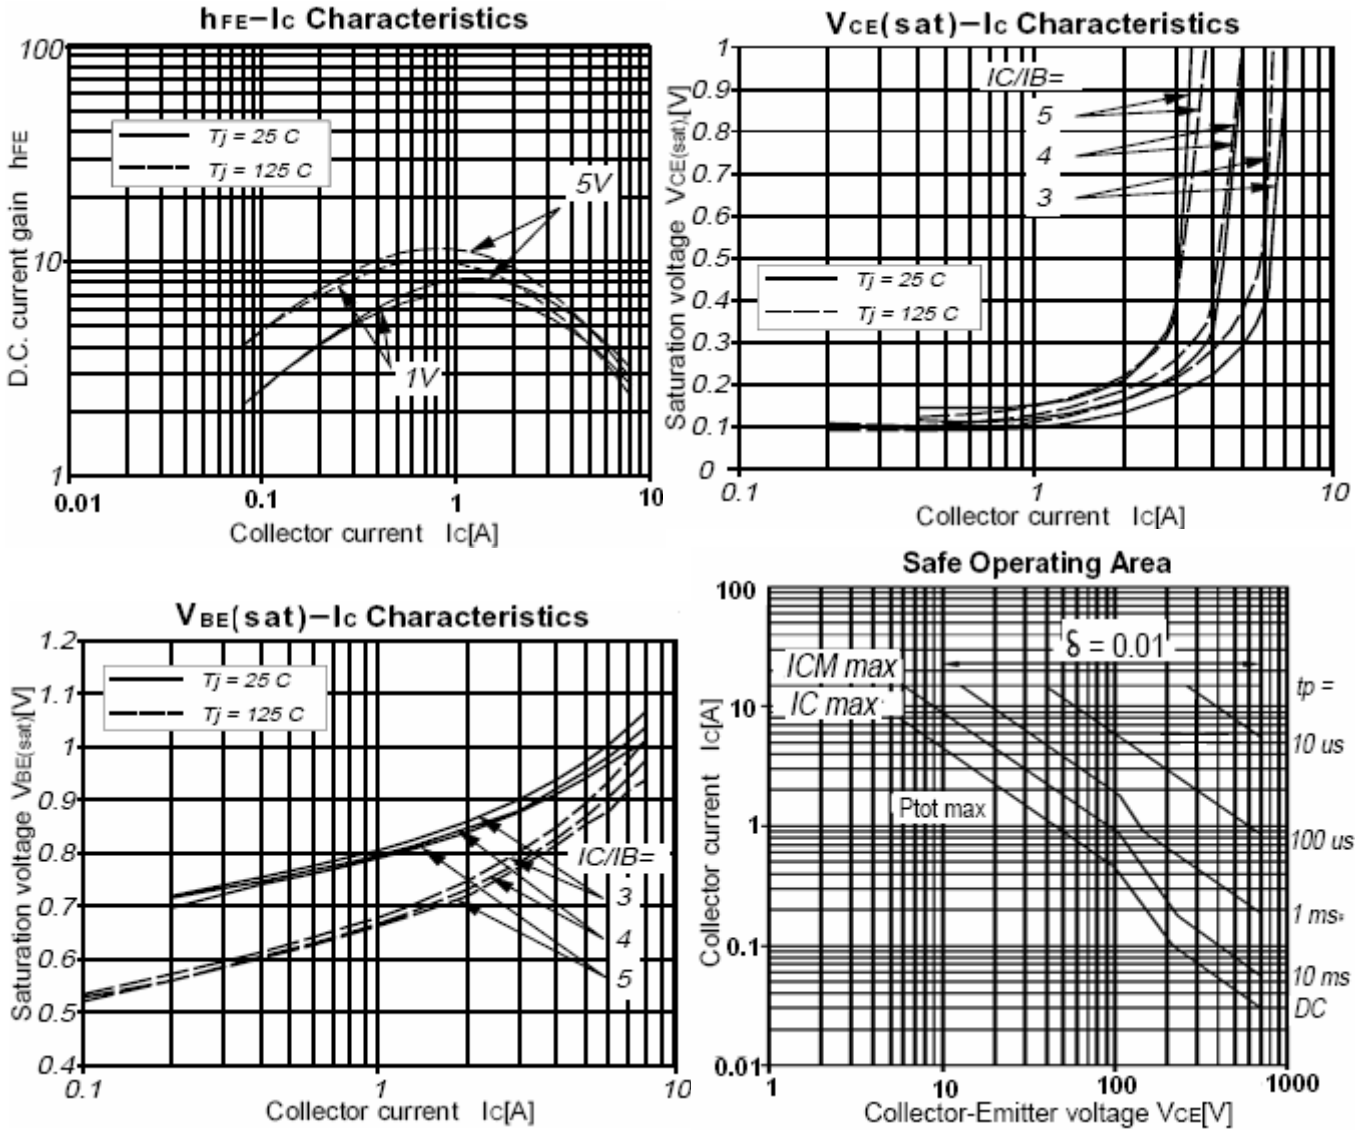 hFE–IC Characteristics
100
10
1
0.01
0.1
1
10
D.C. current gain hFE
Collector current IC[A]
Tj = 25 C
Tj = 125 C
5V
1V
VCE(sat)–IC Characteristics
1
0.9
0.8
0.7
0.6
0.5
0.4
0.3
0.2
0.1
0
0.1
1
10
Saturation voltage VCE(sat),[V]
Collector current IC[A]
IC/IB=
5
4
3
Tj = 25 C
Tj = 125 C
VBE(sat)–IC Characteristics
1.2
1.1
1
0.9
0.8
0.7
0.6
0.5
0.4
0.1
1
10
Saturation voltage VBE(sat),[V]
Collector current IC[A]
Tj = 25 C
Tj = 125 C
IC/IB=
3
4
5
Safe Operating Area
100
10
1
0.1
0.01
1
10
100
1000
Collector current IC[A]
Collector-Emitter voltage VCE[V]
δ = 0.01
ICM max
IC max
Ptot max
tp =
10 us
100 us
1 ms
10 ms
DC